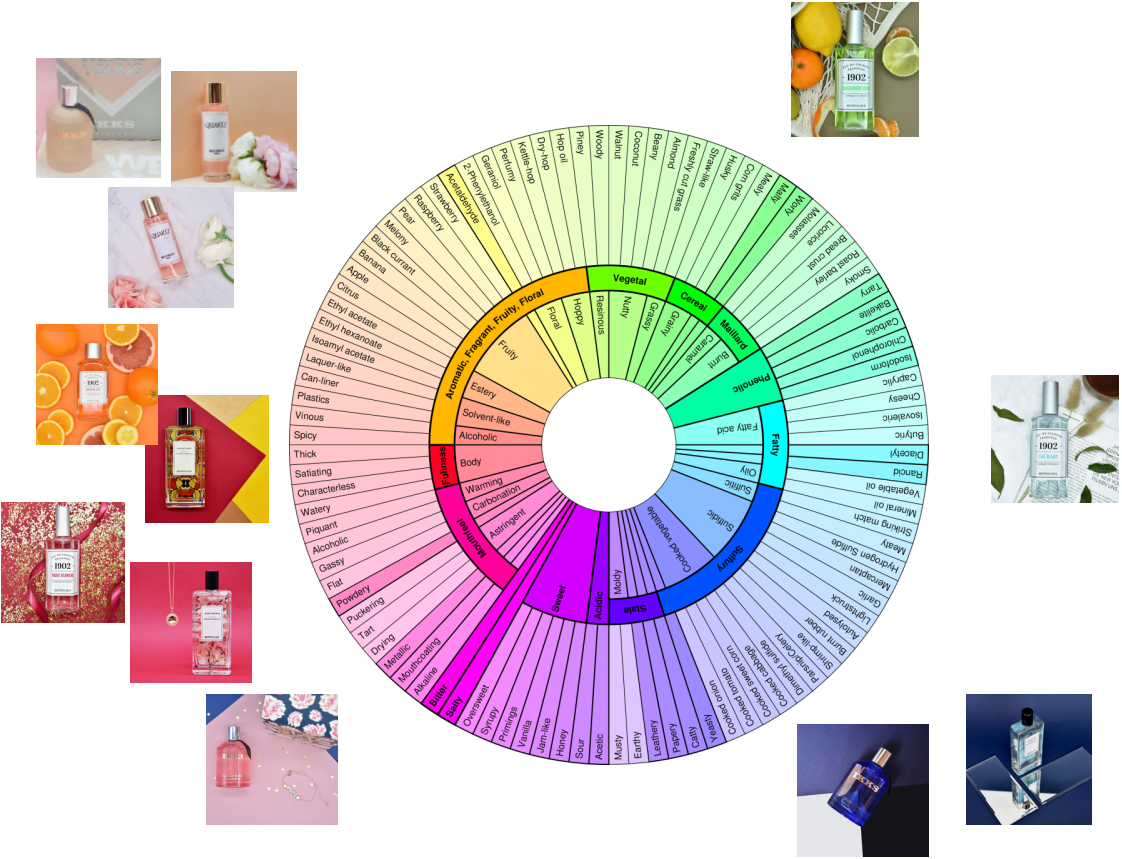 Woody
Walnut
Coconut
Beany
Almond
Freshly cut grass
Straw-like
Husky
Corn grits
Mealy
Malty
Worty
Molasses
Licorice
Bread crust
Roast barley
Smoky
Tarry
Bakelite
Carbolic
Chlorophenol
Isodoform
Caprylic
Cheesy
Isovaleric
Butyric
Diacetyl
Rancid
Vegetable oil
Mineral oil
Striking match
Meaty
Hydrogen Sulfide
Mercaptan
Garlic
Lightstruck
Autolysed
Burnt rubber
Shrimp-like
Parsnip/Celery
Dimethyl sulfide
Cooked cabbage
Cooked sweet corn
Cooked tomato
Cooked onion
Yeasty
Catty
Papery
Leathery
Earthy
Musty
Acetic
Sour
Honey
Jam-like
Vanilla
Primings
Syrupy
Oversweet
Salty
Bitter
Alkaline
Mouthcoating
Metallic
Drying
Tart
Puckering
Powdery
Flat
Gassy
Alcoholic
Piquant
Watery
Characterless
Satiating
Thick
Spicy
Vinous
Plastics
Can-liner
Laquer-like
Isoamyl acetate
Ethyl hexanoate
Ethyl acetate
Citrus
Apple
Banana
Black currant
Melony
Pear
Raspberry
Strawberry
Acetaldehyde
2-Phenylethanol
Geraniol
Perfumy
Kettle-hop
Dry-hop
Hop oil
Piney
Aromatic, Fragrant, Fruity, Floral
Vegetal
Cereal
Maillard
Phenolic
Fatty
Sulfury
Stale
Acidic
Sweet
Mouthfeel
Fullness
Fruity
Floral
Hoppy
Resinous
Nutty
Grassy
Grainy
Caramel
Burnt
Fatty acid
Oily
Sulfitic
Sulfidic
Cooked vegetable
Moldy
Astringent
Carbonation
Warming
Body
Alcoholic
Solvent-like
Estery
1902
QUARTZ
QUARTZ
1902
1902
1902
IKKS